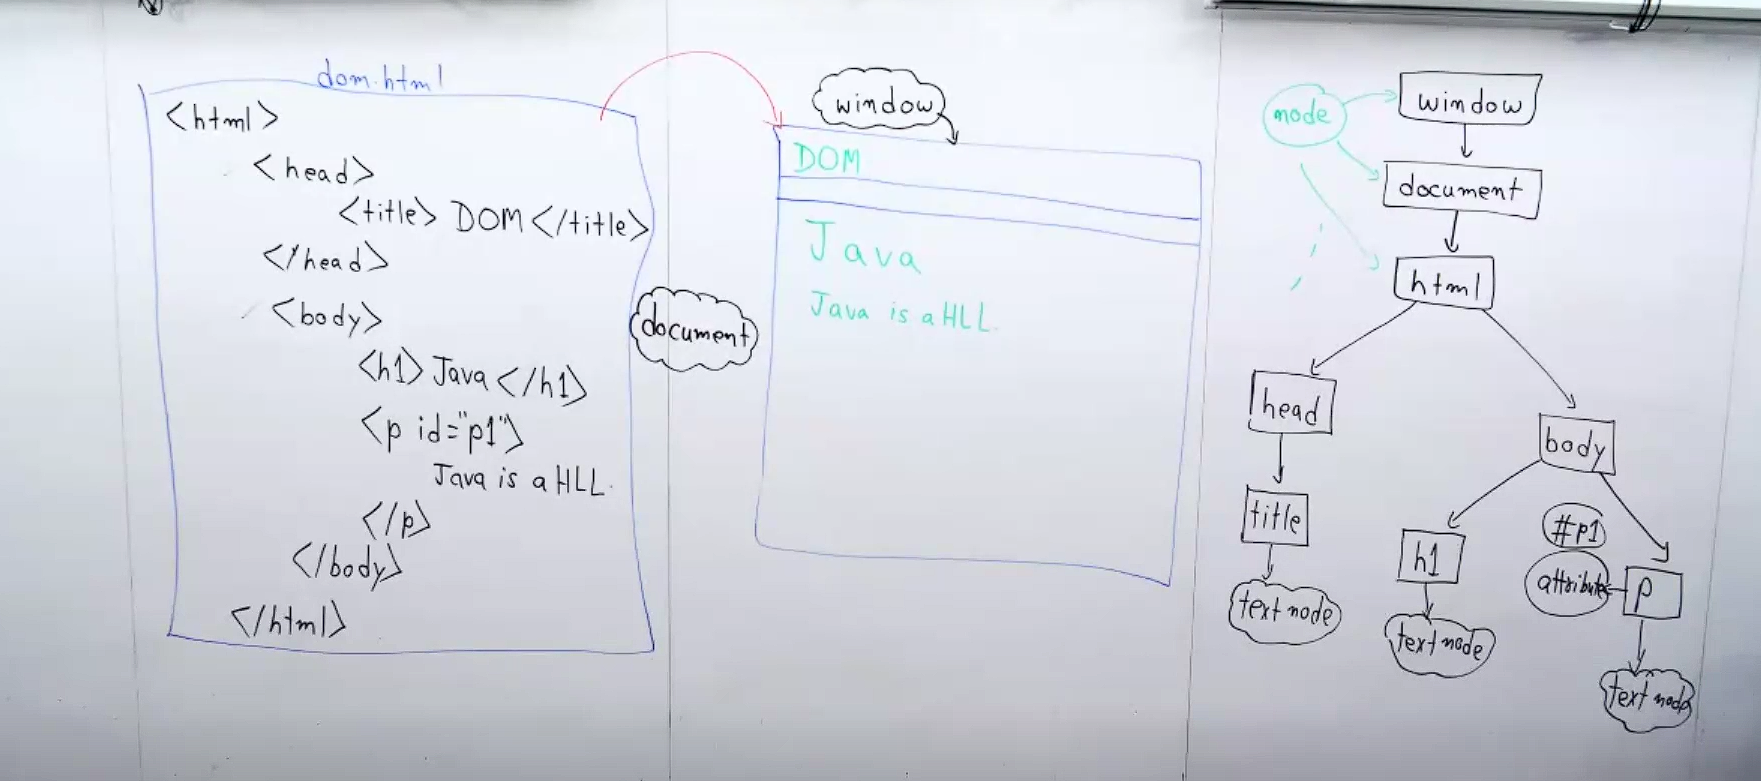 dom.html
<html>
<head>
<title> DOM </title>
</head>
<body>
<h1> Java </h1>
<p id="p1">
Java is a HLL.
</p>
</body>
</html>
document
window
DOM
Java
Java is a HLL.
node
window
document
html
head
body
title
h1
#p1
attribute
p
text node
text node
text node